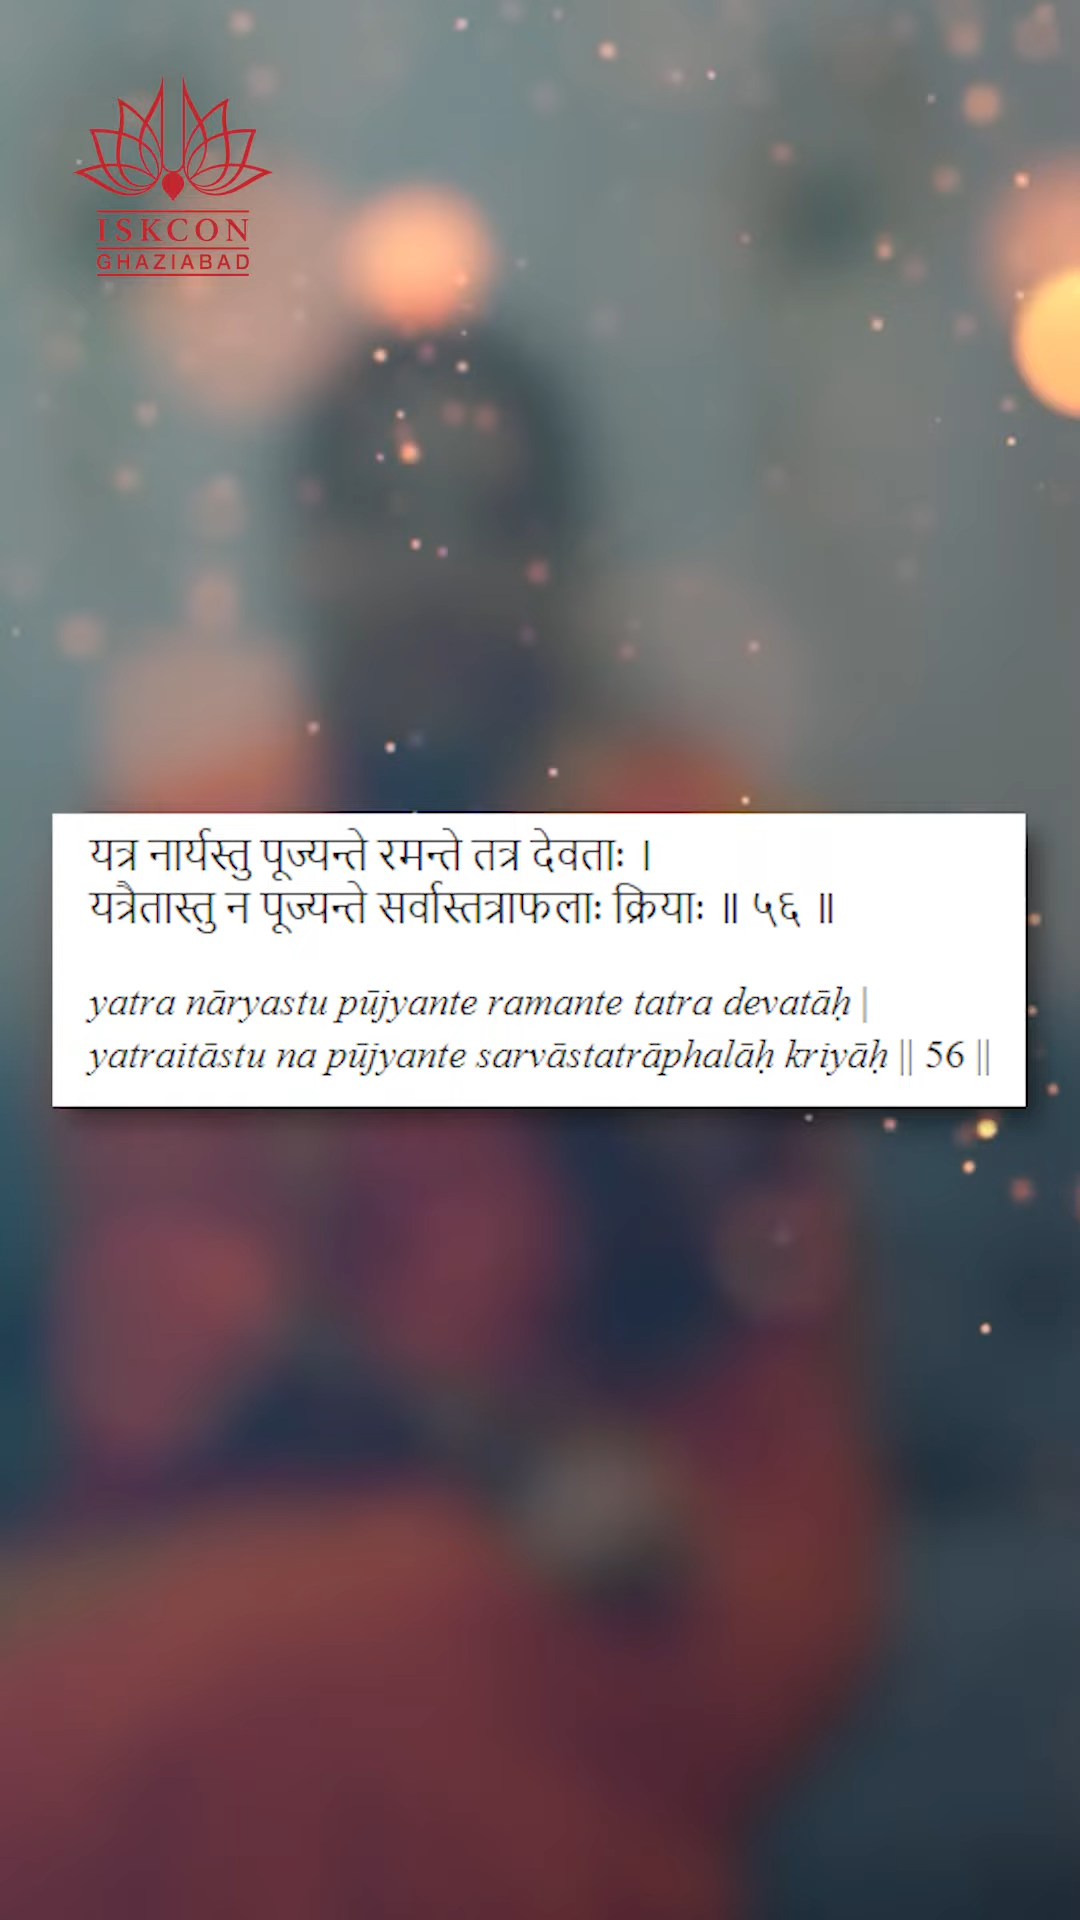 ISKCON
GHAZIABAD
यत्र नार्यस्तु पूज्यन्ते रमन्ते तत्र देवताः ।
यत्रैतास्तु न पूज्यन्ते सर्वास्तत्राफलाः क्रियाः ॥ ५६ ॥
yatra nāryastu pūjyante ramante tatra devatāḥ |
yatraitāstu na pūjyante sarvāstatrāphalāḥ kriyāḥ || 56 ||